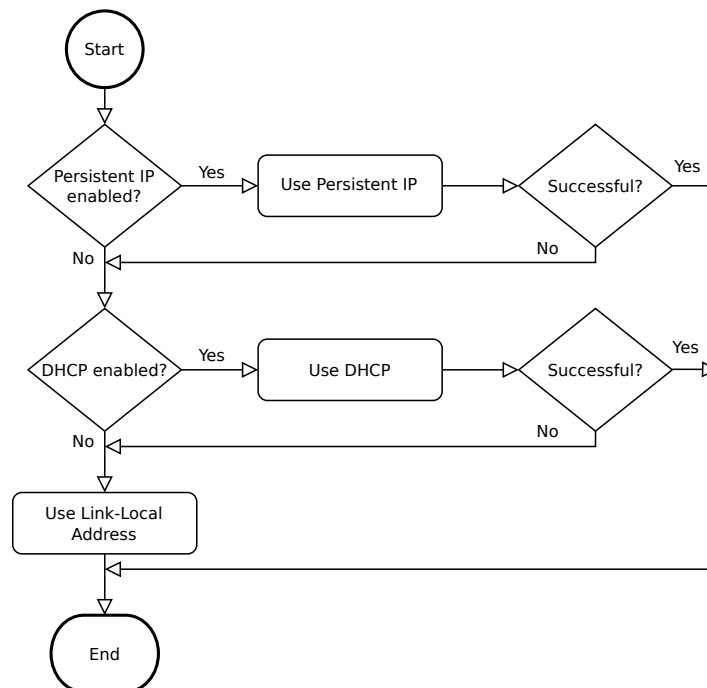 Start
Persistent IP
enabled?
Yes
Use Persistent IP
Successful?
Yes
No
No
DHCP enabled?
Yes
Use DHCP
Successful?
Yes
No
No
Use Link-Local
Address
End